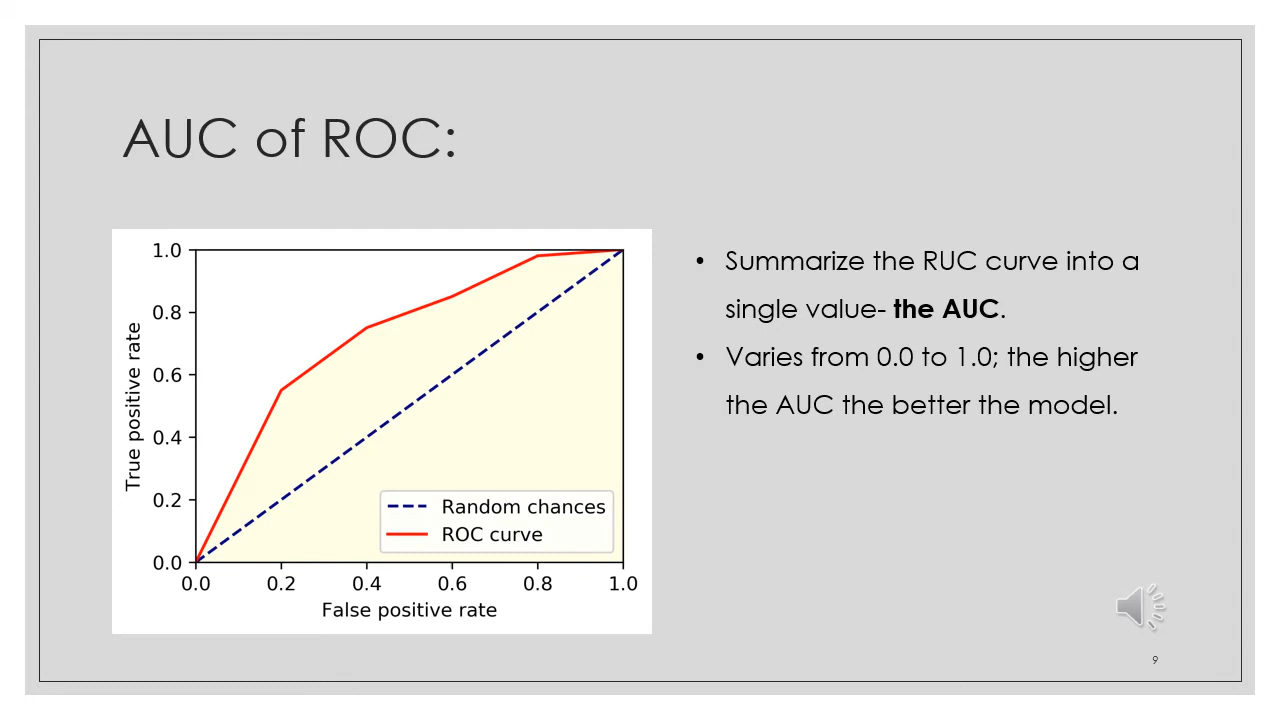 AUC of ROC:
1.0
0.8
0.6
0.4
0.2
0.0
True positive rate
0.0 0.2 0.4 0.6 0.8 1.0
False positive rate
Random chances
ROC curve
• Summarize the RUC curve into a
single value- the AUC.
• Varies from 0.0 to 1.0; the higher
the AUC the better the model.
9